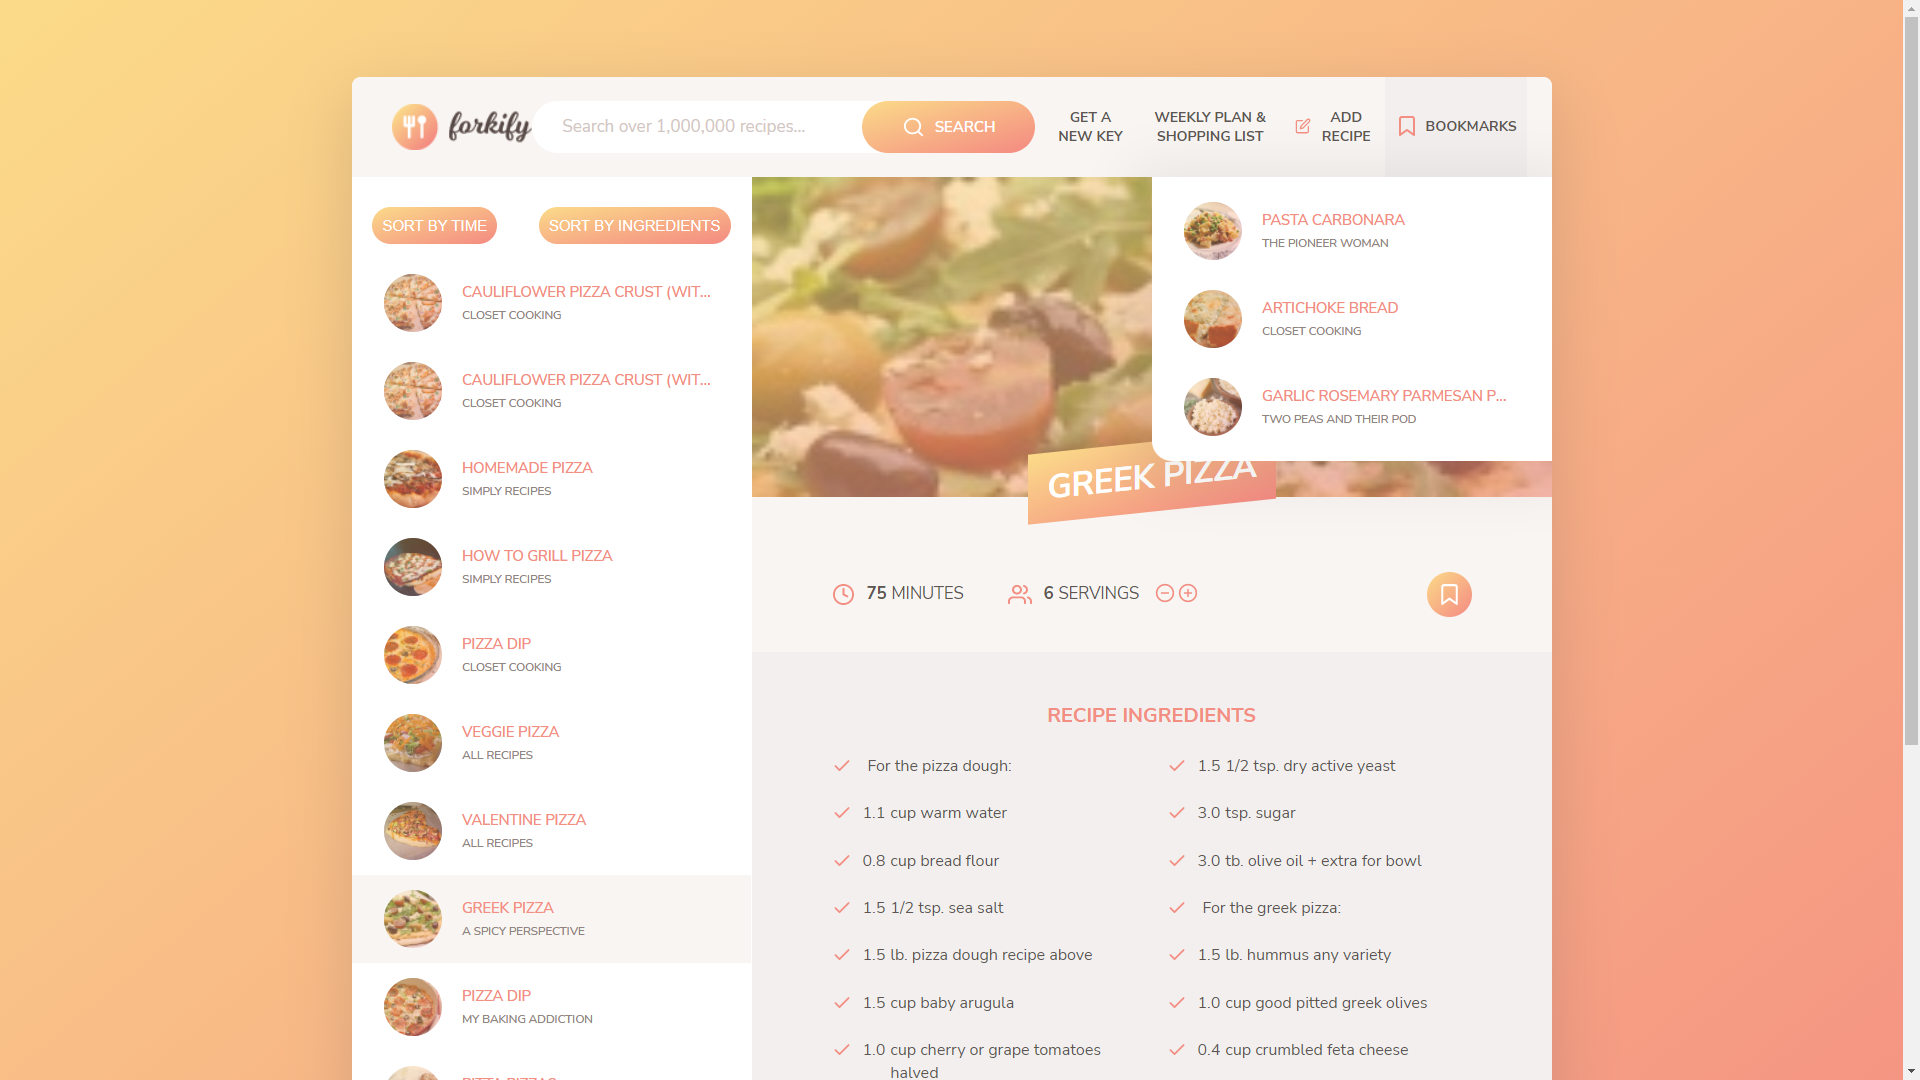 forkify
Search over 1,000,000 recipes...
SEARCH
GET A
NEW KEY
WEEKLY PLAN &
SHOPPING LIST
ADD
RECIPE
BOOKMARKS
SORT BY TIME
SORT BY INGREDIENTS
CAULIFLOWER PIZZA CRUST (WIT...
CLOSET COOKING
CAULIFLOWER PIZZA CRUST (WIT...
CLOSET COOKING
HOMEMADE PIZZA
SIMPLY RECIPES
HOW TO GRILL PIZZA
SIMPLY RECIPES
PIZZA DIP
CLOSET COOKING
VEGGIE PIZZA
ALL RECIPES
VALENTINE PIZZA
ALL RECIPES
GREEK PIZZA
A SPICY PERSPECTIVE
PIZZA DIP
MY BAKING ADDICTION
PASTA CARBONARA
THE PIONEER WOMAN
ARTICHOKE BREAD
CLOSET COOKING
GARLIC ROSEMARY PARMESAN P...
TWO PEAS AND THEIR POD
GREEK PIZZA
75 MINUTES
6 SERVINGS
RECIPE INGREDIENTS
For the pizza dough:
1.5 1/2 tsp. dry active yeast
1.1 cup warm water
3.0 tsp. sugar
0.8 cup bread flour
3.0 tb. olive oil + extra for bowl
1.5 1/2 tsp. sea salt
For the greek pizza:
1.5 lb. pizza dough recipe above
1.5 lb. hummus any variety
1.5 cup baby arugula
1.0 cup good pitted greek olives
1.0 cup cherry or grape tomatoes
halved
0.4 cup crumbled feta cheese